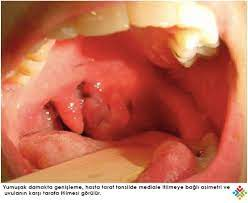 Yumuşak damakta genişleme, hasta taraf tonsilde mediale itilmeye bağlı asimetri ve
uvulanın karşı tarafa itilmesi görülür.